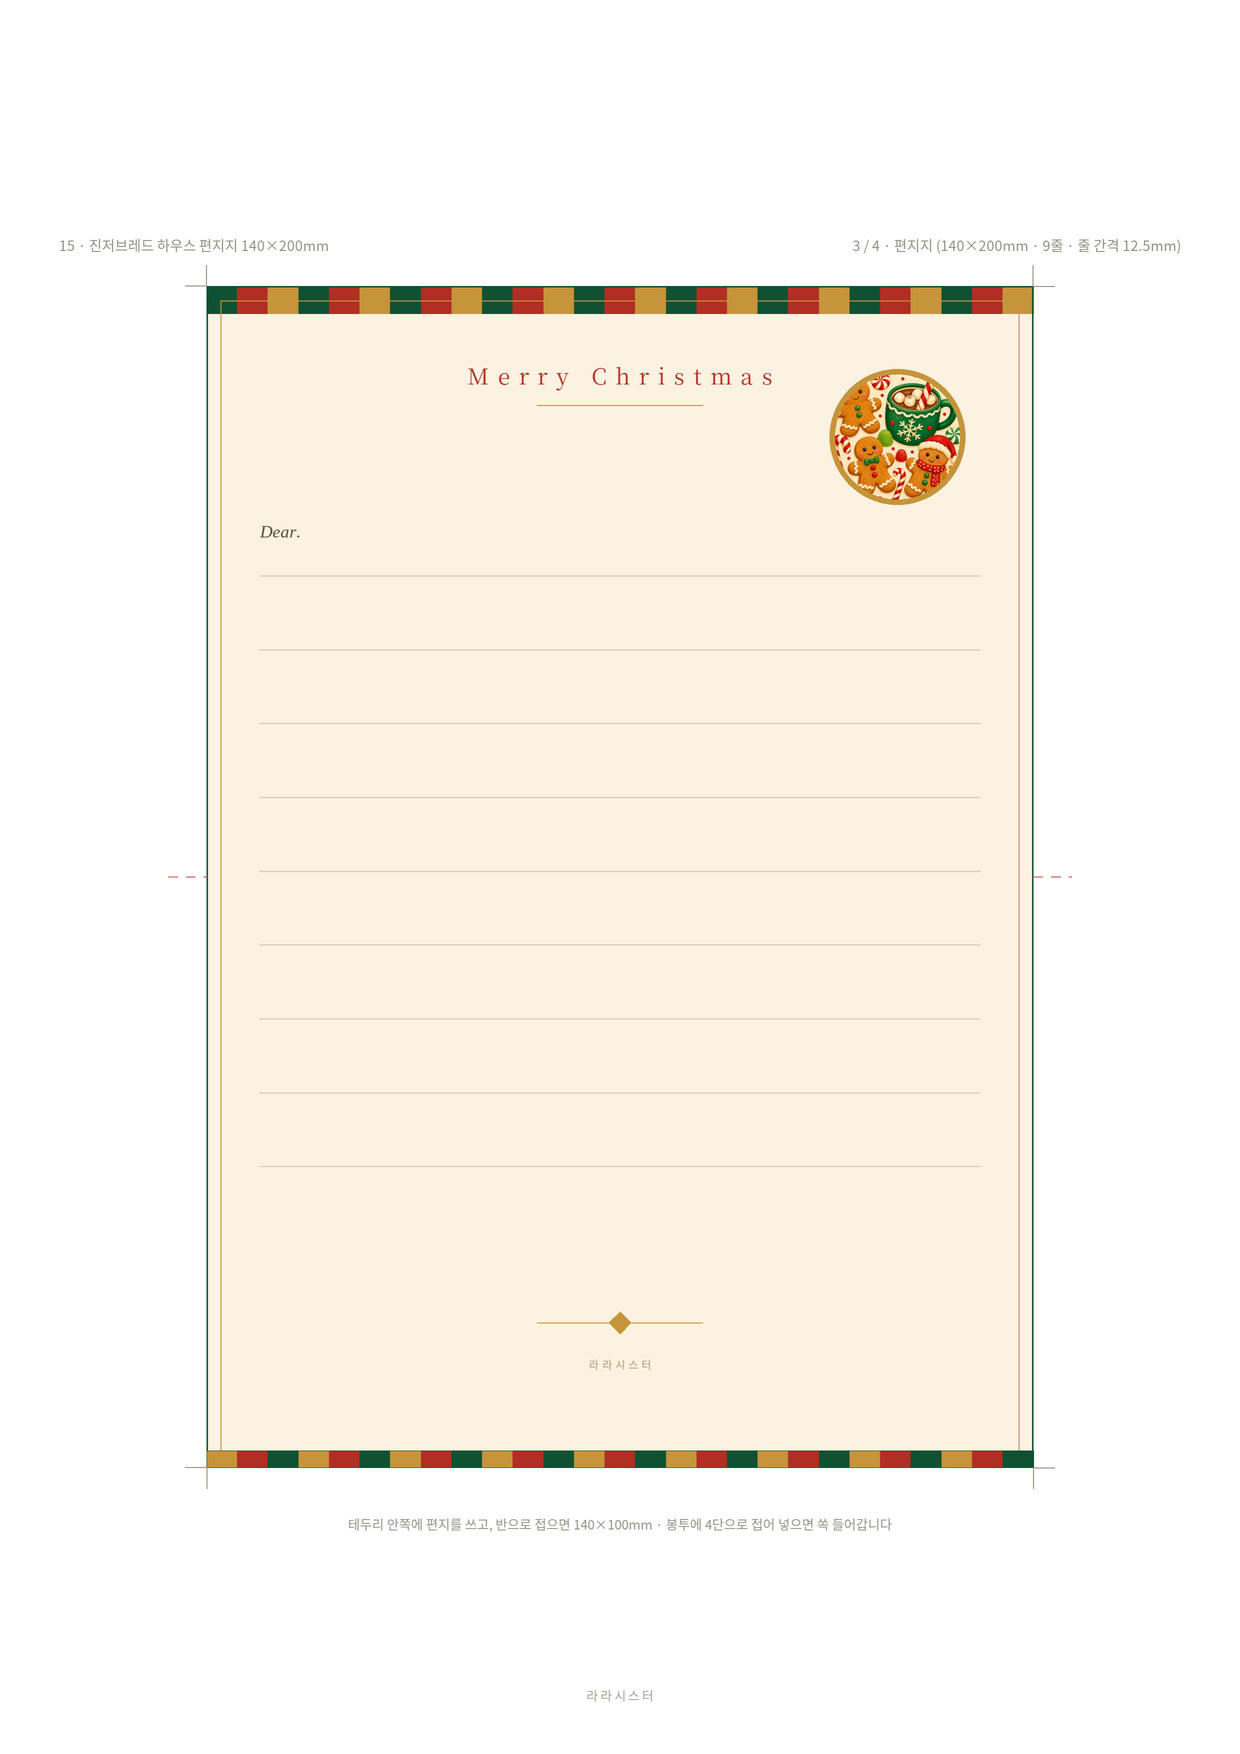 15 · 진저브레드 하우스 편지지 140×200mm
3 / 4 · 편지지 (140×200mm · 9줄 · 줄 간격 12.5mm)
Merry Christmas
Dear.
라라시스터
테두리 안쪽에 편지를 쓰고, 반으로 접으면 140×100mm · 봉투에 4단으로 접어 넣으면 쏙 들어갑니다
라라시스터